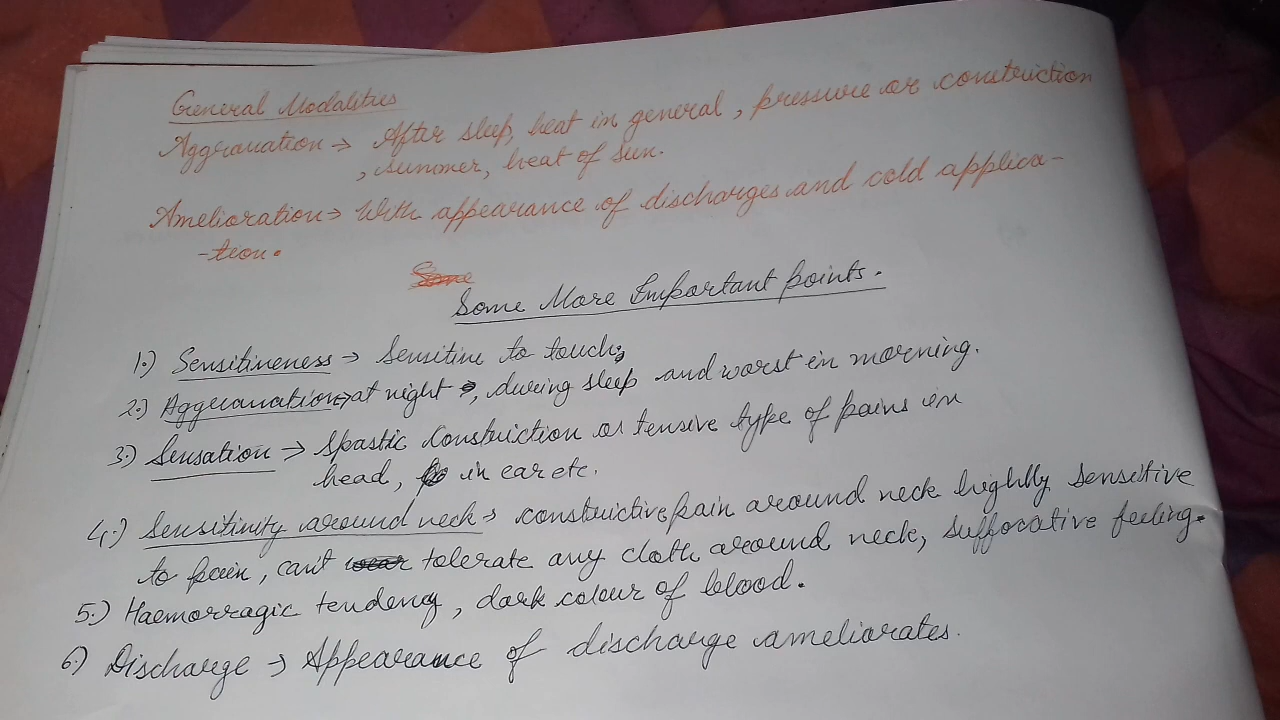 General Modalities
Aggravation → After sleep, heat in general, pressure or constriction
, summer, heat of sun.
Amelioration → With appearance of discharges and cold applica-
-tion.
Some
Some More Important points.
1.) Sensitiveness → Sensitive to touch,
2.) Aggravation → at night, during sleep and worst in morning.
3.) Sensation → Spastic constriction or tensive type of pains in
head, in ear etc.
4.) Sensitivity around neck → constrictive pain around neck highly sensitive
to pain, can't wear tolerate any cloth around neck, suffocative feeling.
5.) Haemorragic tendency, dark colour of blood.
6.) Discharge → Appearance of discharge ameliorates.